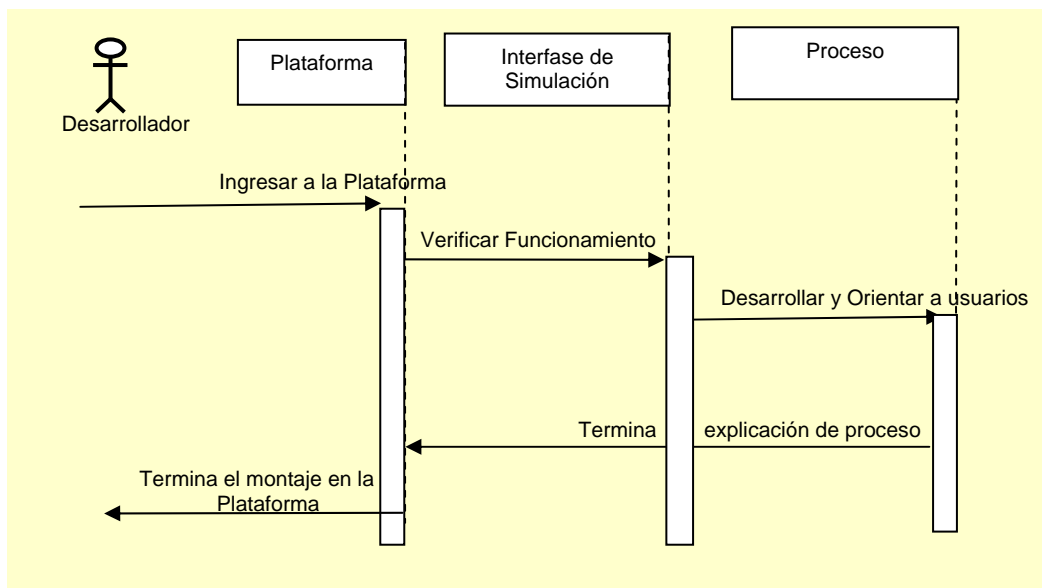 Plataforma
Interfase de
Simulación
Proceso
Desarrollador
Ingresar a la Plataforma
Verificar Funcionamiento
Desarrollar y Orientar a usuarios
Termina explicación de proceso
Termina el montaje en la
Plataforma